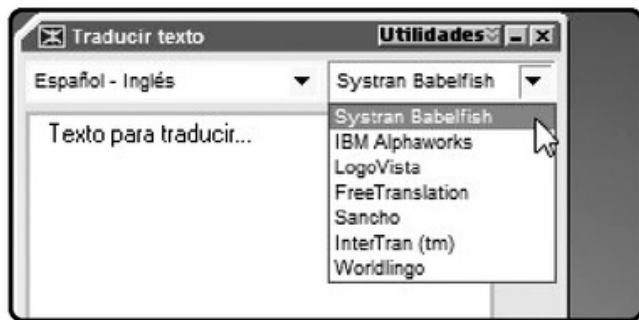 Traducir texto Utilidades
Español - Inglés Systran Babelfish
Texto para traducir...
Systran Babelfish
IBM Alphaworks
LogoVista
FreeTranslation
Sancho
InterTran (tm)
Worldlingo